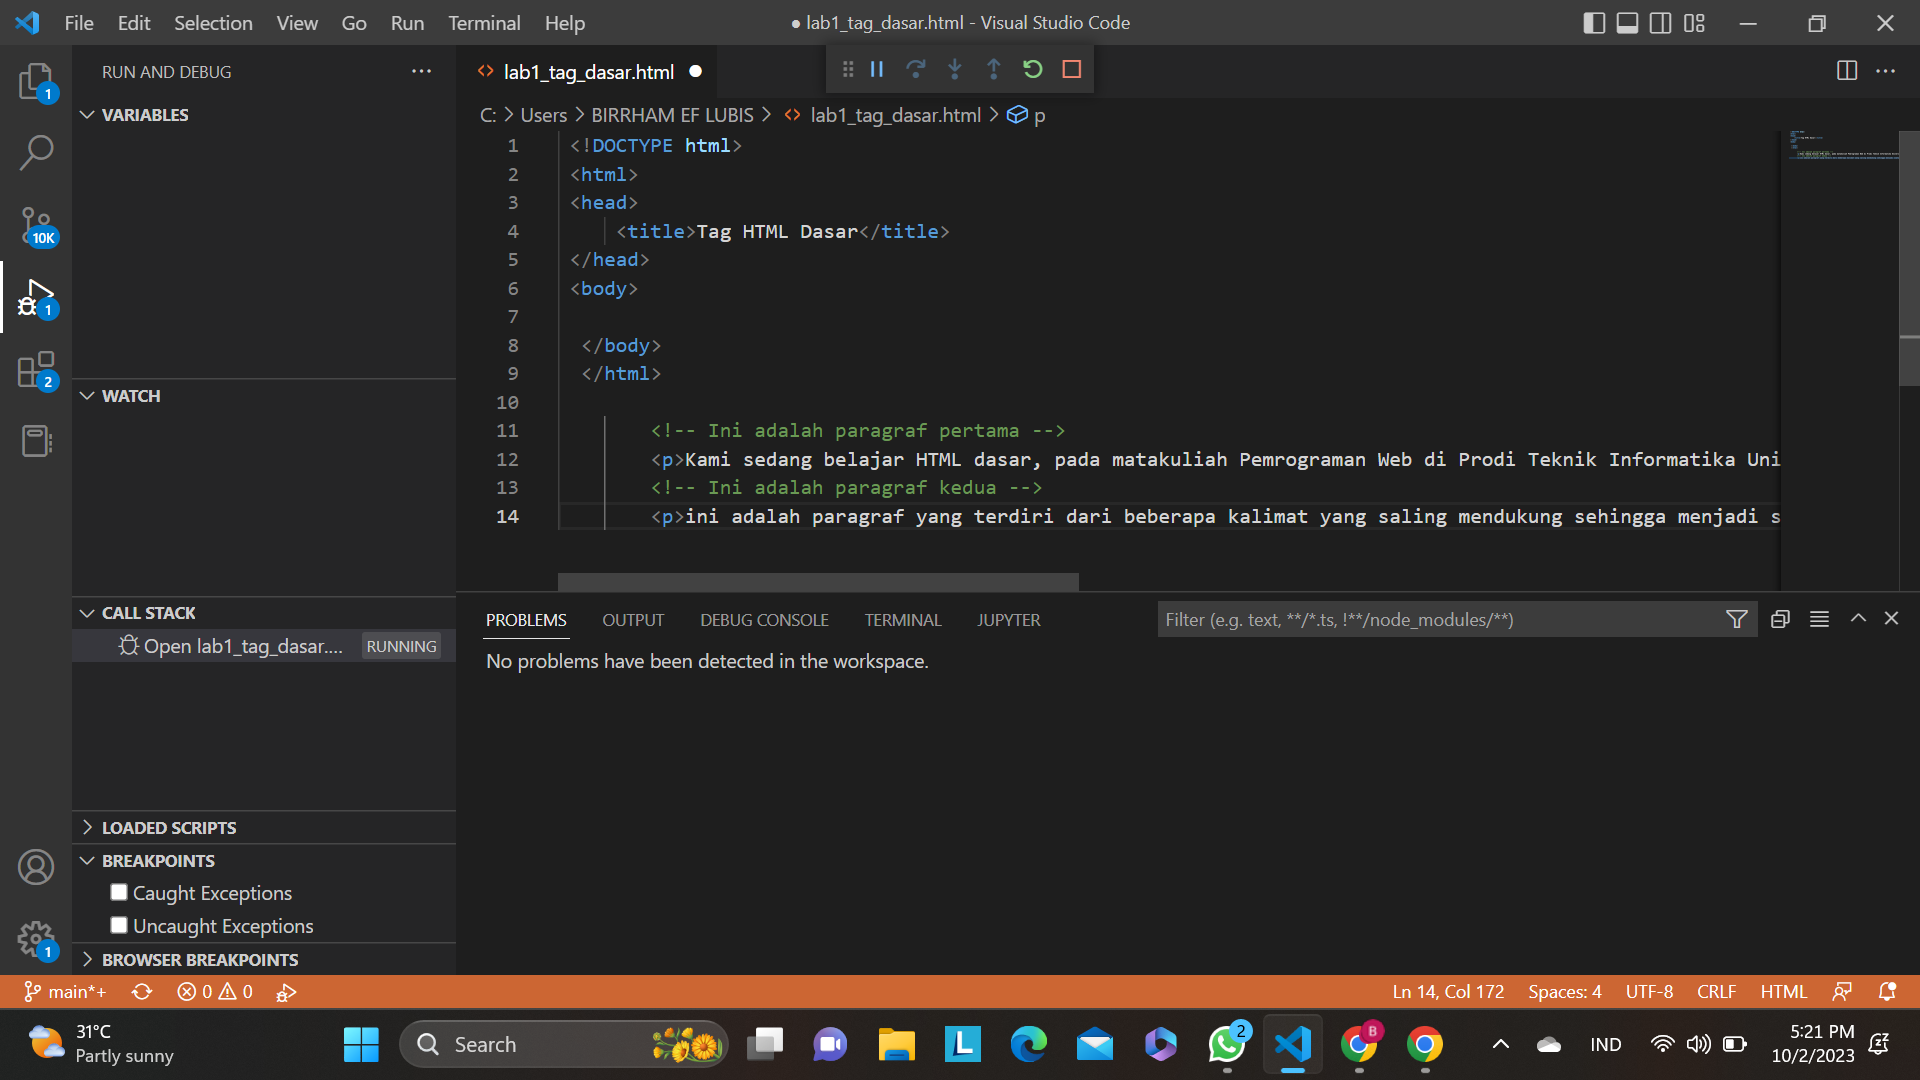 File Edit Selection View Go Run Terminal Help
● lab1_tag_dasar.html - Visual Studio Code
RUN AND DEBUG
lab1_tag_dasar.html
VARIABLES
C: > Users > BIRRHAM EF LUBIS > lab1_tag_dasar.html > p
1 <!DOCTYPE html>
2 <html>
3 <head>
4 <title>Tag HTML Dasar</title>
5 </head>
6 <body>
7
8 </body>
9 </html>
10
11 <!-- Ini adalah paragraf pertama -->
12 <p>Kami sedang belajar HTML dasar, pada matakuliah Pemrograman Web di Prodi Teknik Informatika Uni
13 <!-- Ini adalah paragraf kedua -->
14 <p>ini adalah paragraf yang terdiri dari beberapa kalimat yang saling mendukung sehingga menjadi s
1
10K
1
2
WATCH
CALL STACK
Open lab1_tag_dasar.... RUNNING
LOADED SCRIPTS
BREAKPOINTS
Caught Exceptions
Uncaught Exceptions
1
BROWSER BREAKPOINTS
PROBLEMS OUTPUT DEBUG CONSOLE TERMINAL JUPYTER
Filter (e.g. text, **/*.ts, !**/node_modules/**)
No problems have been detected in the workspace.
main*+ 0 0
Ln 14, Col 172 Spaces: 4 UTF-8 CRLF HTML
31°C
Partly sunny
Search
L
2
B
IND
5:21 PM
10/2/2023